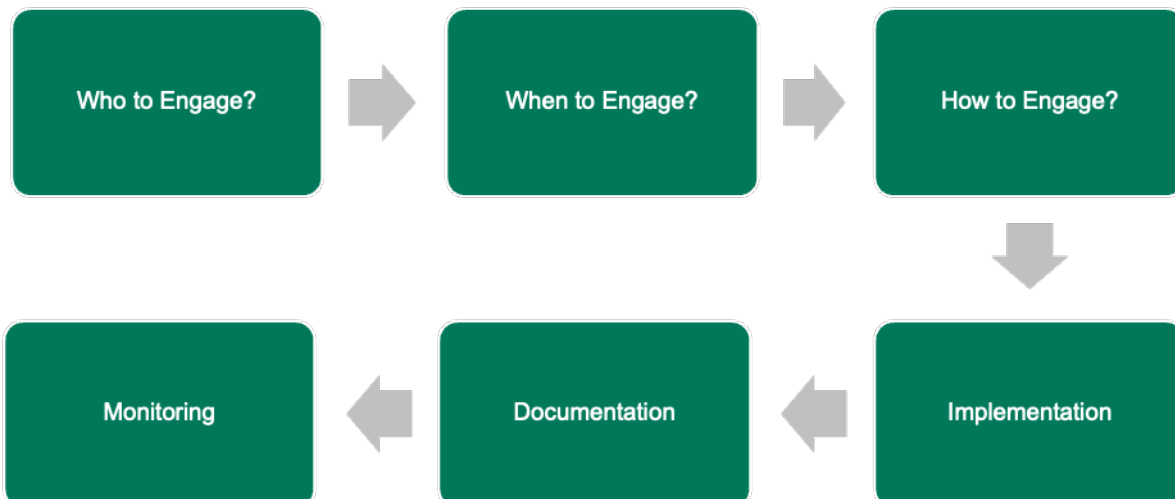 Who to Engage?
When to Engage?
How to Engage?
Implementation
Documentation
Monitoring